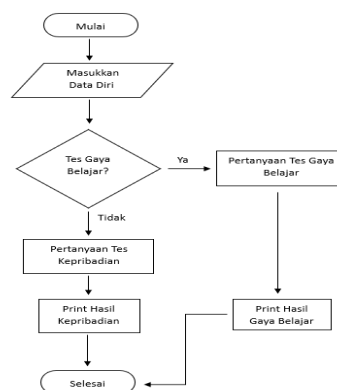 Mulai
Masukkan
Data Diri
Tes Gaya
Belajar?
Ya
Pertanyaan Tes Gaya
Belajar
Tidak
Pertanyaan Tes
Kepribadian
Print Hasil
Kepribadian
Print Hasil
Gaya Belajar
Selesai